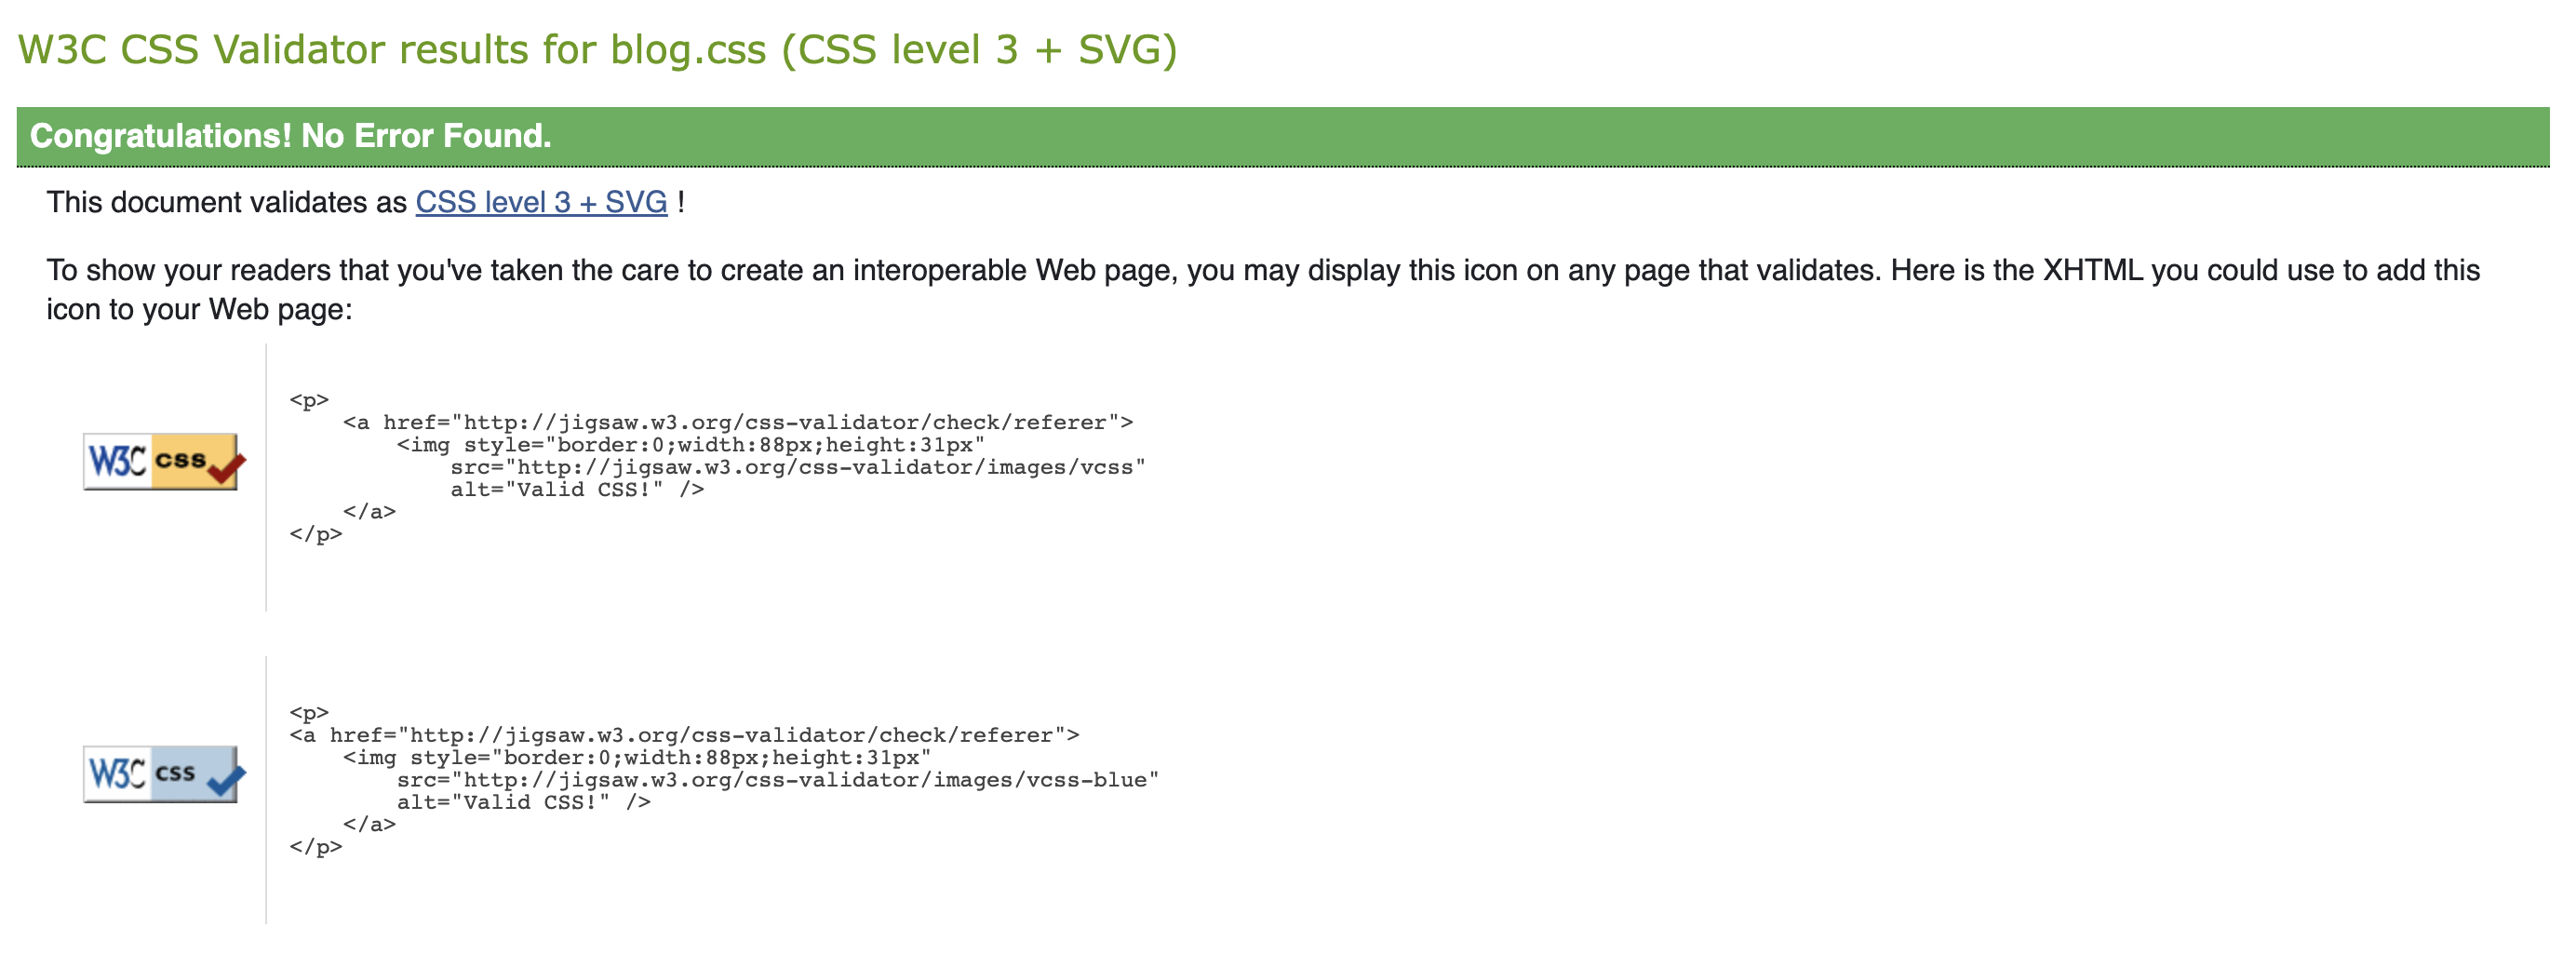 W3C CSS Validator results for blog.css (CSS level 3 + SVG)
Congratulations! No Error Found.
This document validates as CSS level 3 + SVG !
To show your readers that you've taken the care to create an interoperable Web page, you may display this icon on any page that validates. Here is the XHTML you could use to add this
icon to your Web page:
W3C css
<p>
    <a href="http://jigsaw.w3.org/css-validator/check/referer">
        <img style="border:0;width:88px;height:31px"
            src="http://jigsaw.w3.org/css-validator/images/vcss"
            alt="Valid CSS!" />
    </a>
</p>
W3C css
<p>
<a href="http://jigsaw.w3.org/css-validator/check/referer">
    <img style="border:0;width:88px;height:31px"
        src="http://jigsaw.w3.org/css-validator/images/vcss-blue"
        alt="Valid CSS!" />
    </a>
</p>